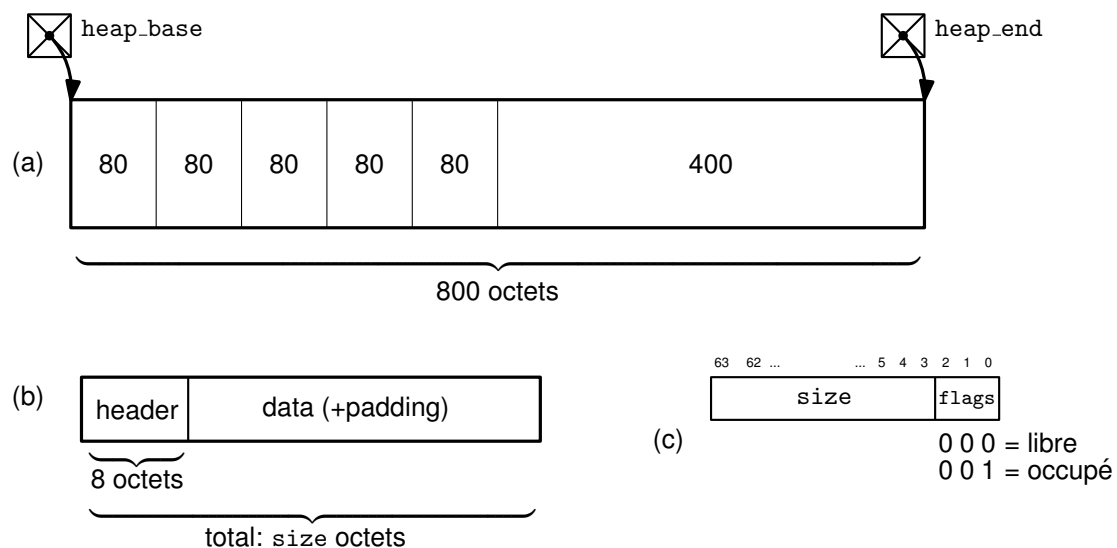 heap_base heap_end
(a) 80 80 80 80 80 400
800 octets
(b) header data (+padding)
8 octets
total: size octets
63 62 ... ... 5 4 3 2 1 0
size flags
(c) 0 0 0 = libre
0 0 1 = occupé